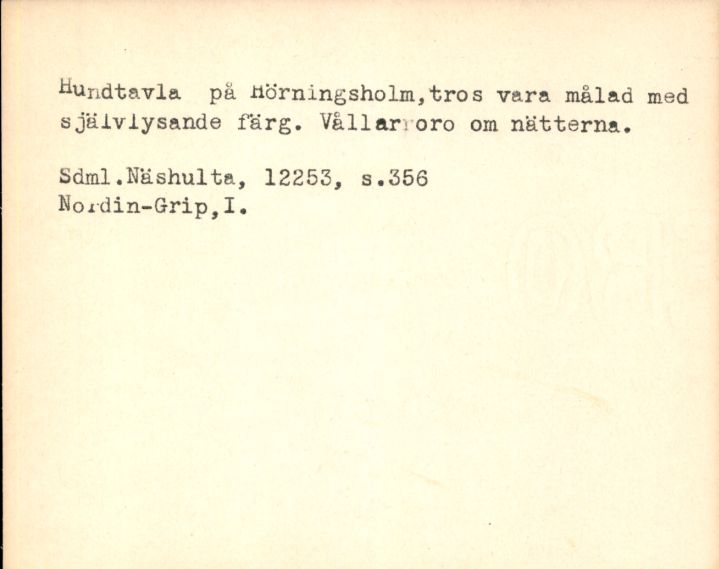 Hundtavla på Hörningsholm,tros vara målad med
självlysande färg. Vållar oro om nätterna.
Sdml.Näshulta, 12253, s.356
Nordin-Grip,I.